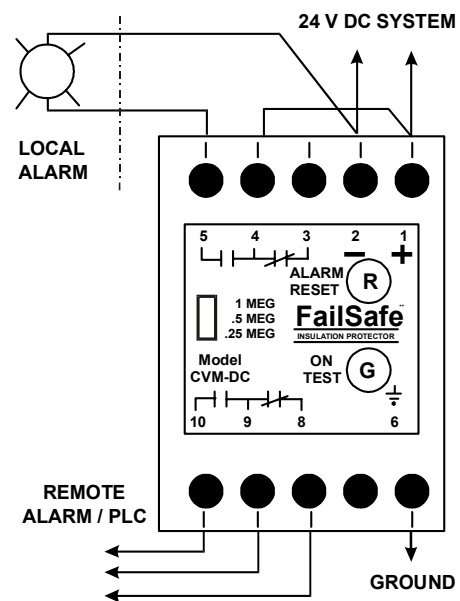 24 V DC SYSTEM
LOCAL
ALARM
5 4 3 2 1
− +
ALARM
RESET
R
1 MEG
.5 MEG
.25 MEG
FailSafe
INSULATION PROTECTOR
Model
CVM-DC
ON
TEST
G
10 9 8 6
REMOTE
ALARM / PLC
GROUND